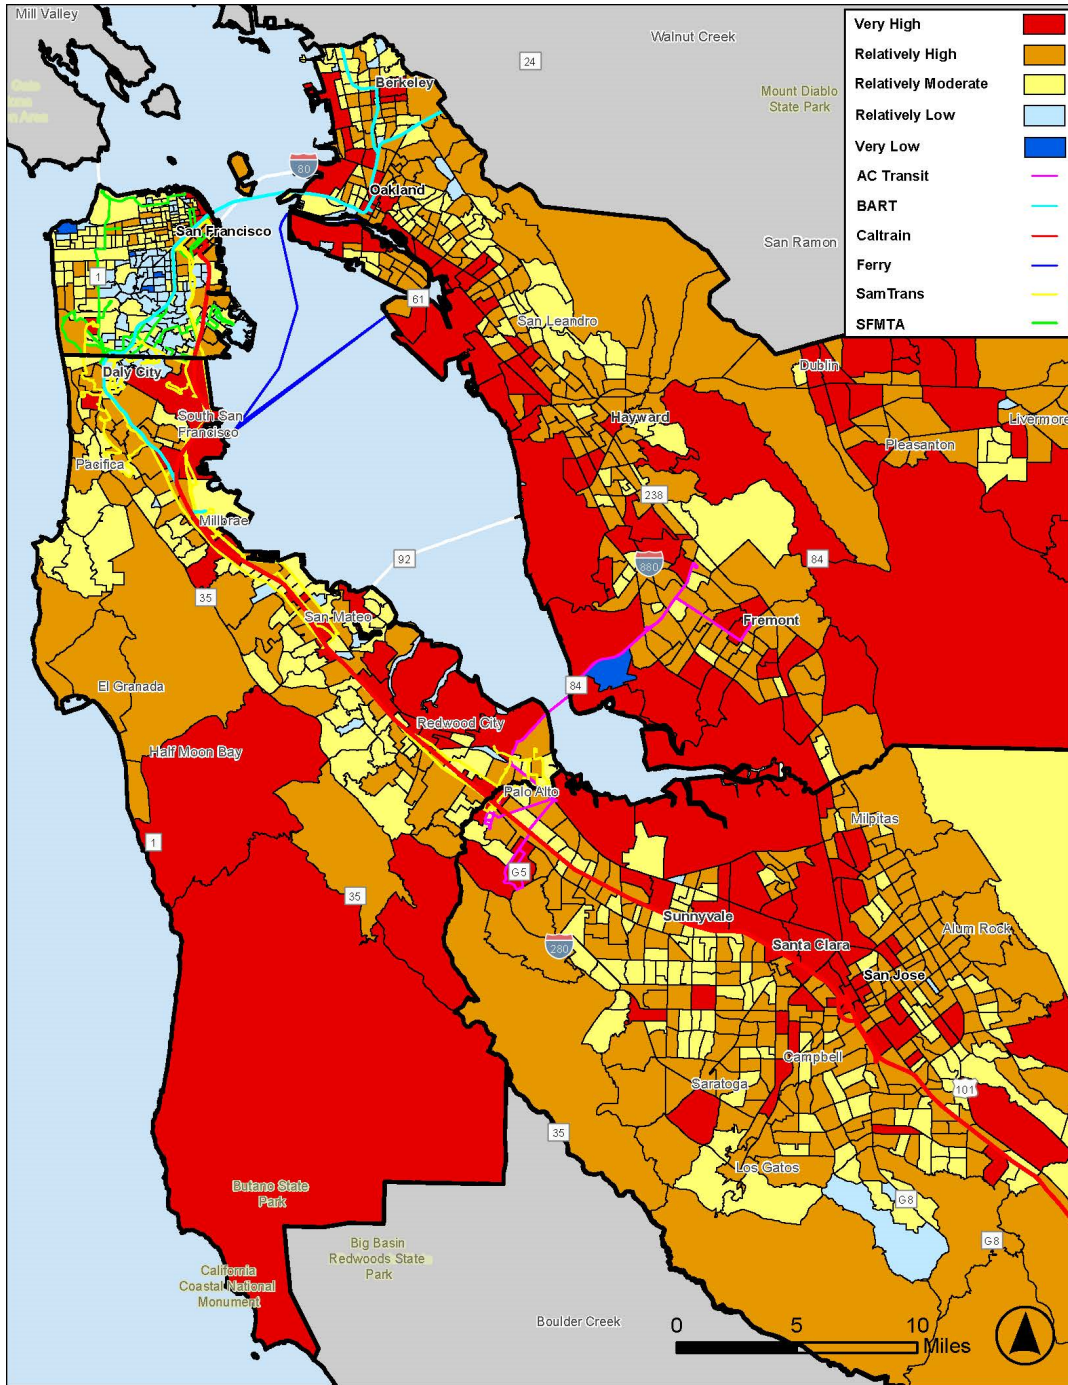 Mill Valley
Walnut Creek
24
Mount Diablo
State Park
Berkeley
80
Oakland
San Francisco
1
San Ramon
61
San Leandro
Daly City
Dublin
South San
Francisco
Hayward
Livermore
Pleasanton
Pacifica
238
Millbrae
92
84
880
35
San Mateo
Fremont
El Granada
84
Redwood City
Half Moon Bay
Palo Alto
Milpitas
1
G5
35
Sunnyvale
Alum Rock
280
Santa Clara
San Jose
Campbell
Saratoga
101
35
Los Gatos
Butano State
Park
G8
G8
Big Basin
Redwoods State
Park
California
Coastal National
Monument
Boulder Creek
Very High
Relatively High
Relatively Moderate
Relatively Low
Very Low
AC Transit
BART
Caltrain
Ferry
SamTrans
SFMTA
0 5 10
Miles